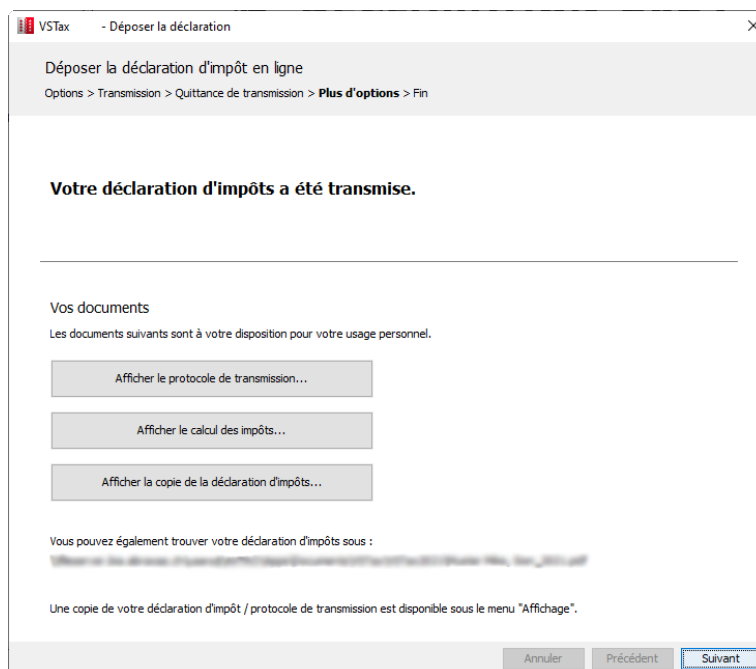 VSTax - Déposer la déclaration
Déposer la déclaration d'impôt en ligne
Options > Transmission > Quittance de transmission > Plus d'options > Fin
Votre déclaration d'impôts a été transmise.
Vos documents
Les documents suivants sont à votre disposition pour votre usage personnel.
Afficher le protocole de transmission...
Afficher le calcul des impôts...
Afficher la copie de la déclaration d'impôts...
Vous pouvez également trouver votre déclaration d'impôts sous :
Une copie de votre déclaration d'impôt / protocole de transmission est disponible sous le menu "Affichage".
Annuler Précédent Suivant